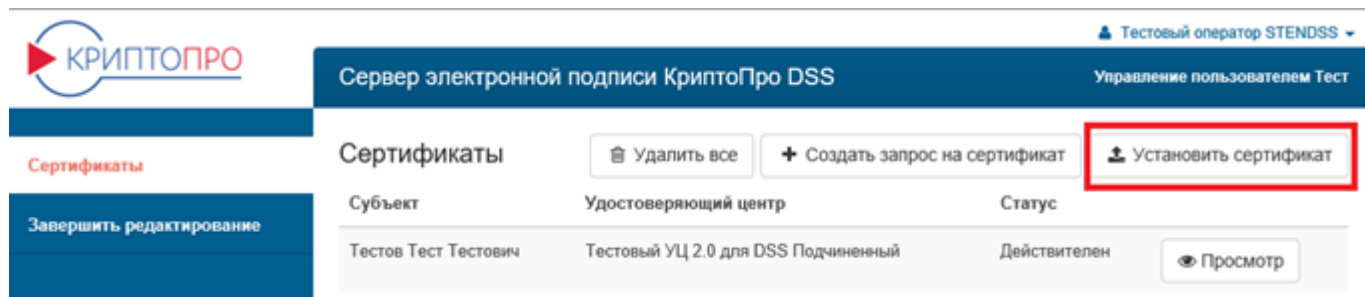 Тестовый оператор STENDSS
КРИПТОПРО
Сервер электронной подписи КриптоПро DSS
Управление пользователем Тест
Сертификаты
Завершить редактирование
Сертификаты
Удалить все
Создать запрос на сертификат
Установить сертификат
Субъект Удостоверяющий центр Статус
Тестов Тест Тестович Тестовый УЦ 2.0 для DSS Подчиненный Действителен Просмотр